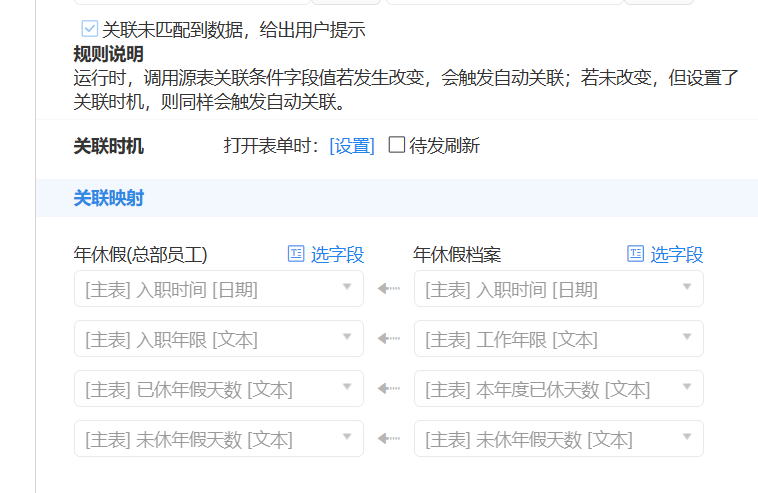 关联未匹配到数据，给出用户提示
规则说明
运行时，调用源表关联条件字段值若发生改变，会触发自动关联；若未改变，但设置了
关联时机，则同样会触发自动关联。
关联时机 打开表单时：[设置] 待发刷新
关联映射
年休假(总部员工) 选字段 年休假档案 选字段
[主表] 入职时间 [日期] [主表] 入职时间 [日期]
[主表] 入职年限 [文本] [主表] 工作年限 [文本]
[主表] 已休年假天数 [文本] [主表] 本年度已休天数 [文本]
[主表] 未休年假天数 [文本] [主表] 未休年假天数 [文本]